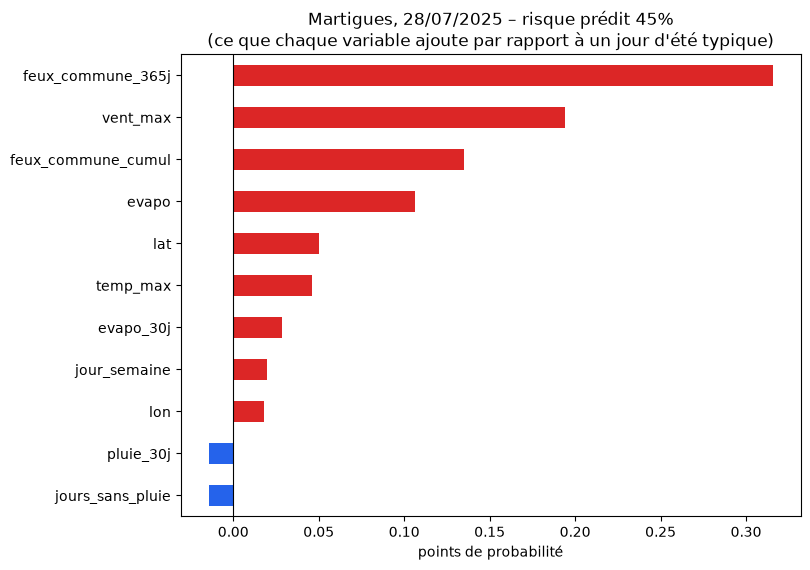 Martigues, 28/07/2025 – risque prédit 45%
(ce que chaque variable ajoute par rapport à un jour d'été typique)
feux_commune_365j
vent_max
feux_commune_cumul
evapo
lat
temp_max
evapo_30j
jour_semaine
lon
pluie_30j
jours_sans_pluie
0.00 0.05 0.10 0.15 0.20 0.25 0.30
points de probabilité